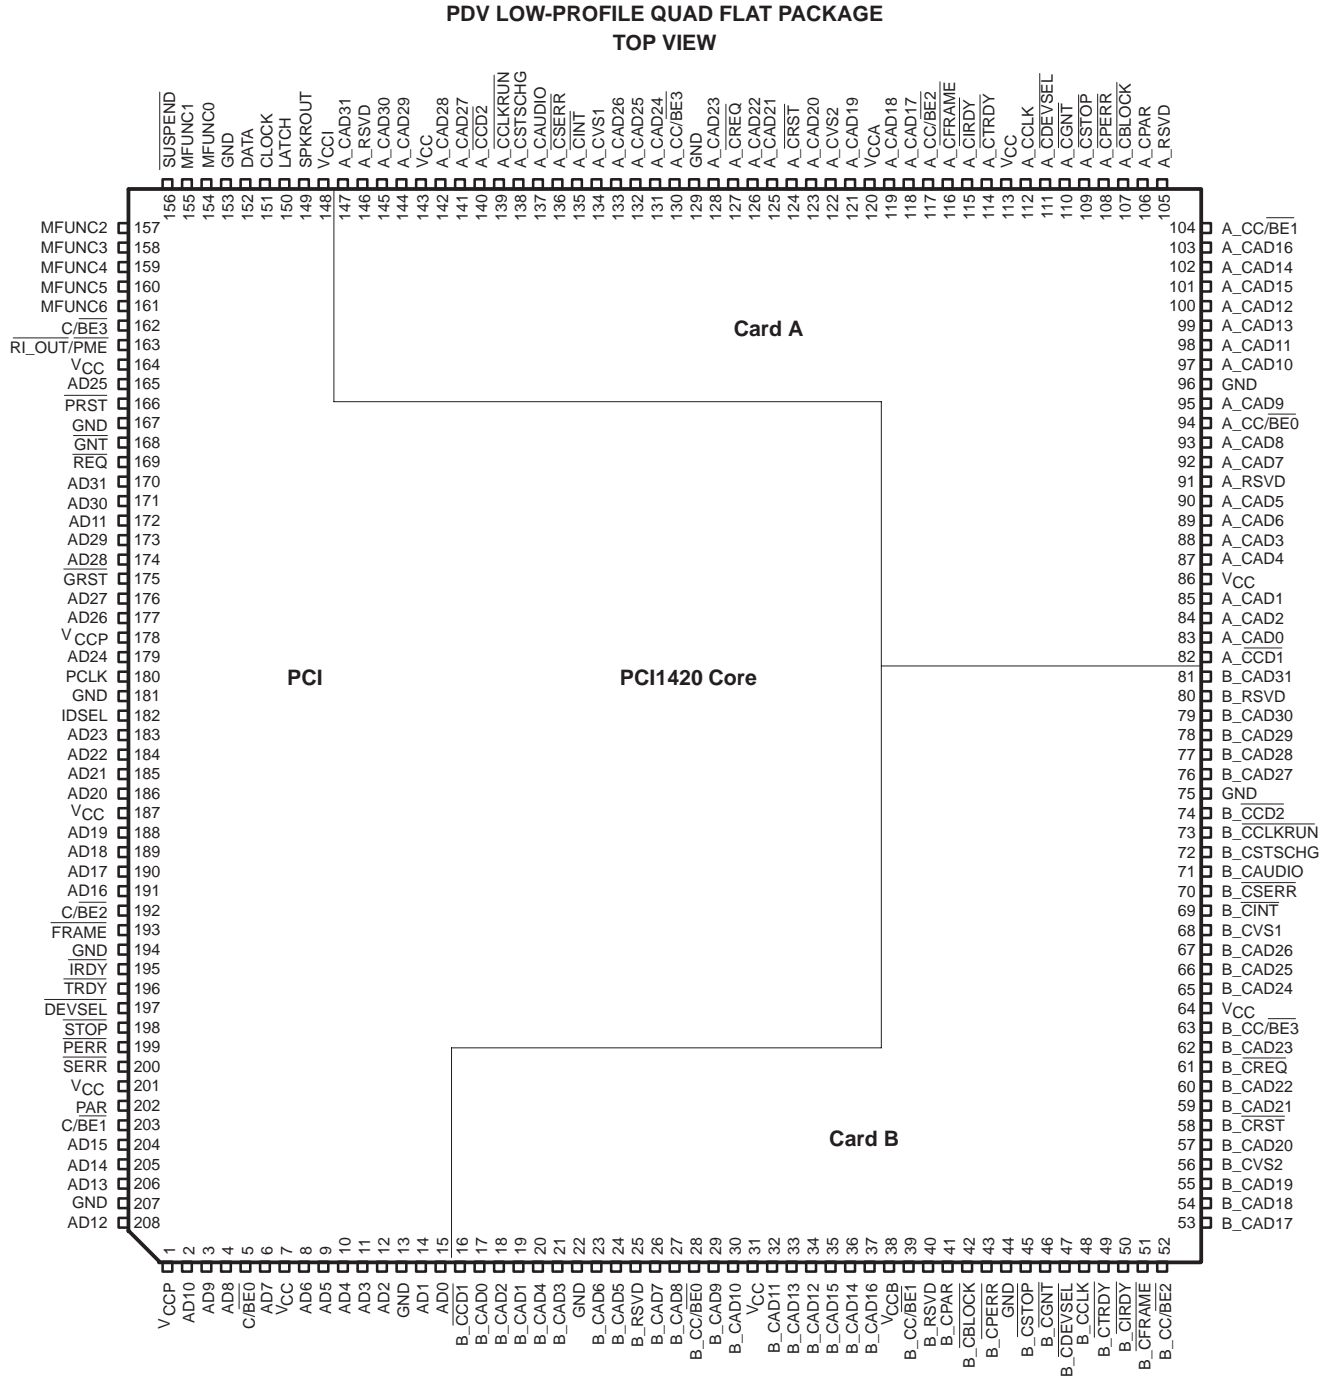 PDV LOW-PROFILE QUAD FLAT PACKAGE
TOP VIEW
SUSPEND 156
MFUNC1 155
MFUNC0 154
GND 153
DATA 152
CLOCK 151
LATCH 150
SPKROUT 149
VCCI 148
A_CAD31 147
A_RSVD 146
A_CAD30 145
A_CAD29 144
VCC 143
A_CAD28 142
A_CAD27 141
A_CCD2 140
A_CCLKRUN 139
A_CSTSCHG 138
A_CAUDIO 137
A_CSERR 136
A_CINT 135
A_CVS1 134
A_CAD26 133
A_CAD25 132
A_CAD24 131
A_CC/BE3 130
GND 129
A_CAD23 128
A_CREQ 127
A_CAD22 126
A_CAD21 125
A_CRST 124
A_CAD20 123
A_CVS2 122
A_CAD19 121
VCCA 120
A_CAD18 119
A_CAD17 118
A_CC/BE2 117
A_CFRAME 116
A_CIRDY 115
A_CTRDY 114
VCC 113
A_CCLK 112
A_CDEVSEL 111
A_CGNT 110
A_CSTOP 109
A_CPERR 108
A_CBLOCK 107
A_CPAR 106
A_RSVD 105
MFUNC2 157
MFUNC3 158
MFUNC4 159
MFUNC5 160
MFUNC6 161
C/BE3 162
RI_OUT/PME 163
VCC 164
AD25 165
PRST 166
GND 167
GNT 168
REQ 169
AD31 170
AD30 171
AD11 172
AD29 173
AD28 174
GRST 175
AD27 176
AD26 177
VCCP 178
AD24 179
PCLK 180
GND 181
IDSEL 182
AD23 183
AD22 184
AD21 185
AD20 186
VCC 187
AD19 188
AD18 189
AD17 190
AD16 191
C/BE2 192
FRAME 193
GND 194
IRDY 195
TRDY 196
DEVSEL 197
STOP 198
PERR 199
SERR 200
VCC 201
PAR 202
C/BE1 203
AD15 204
AD14 205
AD13 206
GND 207
AD12 208
Card A
PCI
PCI1420 Core
Card B
104 A_CC/BE1
103 A_CAD16
102 A_CAD14
101 A_CAD15
100 A_CAD12
99 A_CAD13
98 A_CAD11
97 A_CAD10
96 GND
95 A_CAD9
94 A_CC/BE0
93 A_CAD8
92 A_CAD7
91 A_RSVD
90 A_CAD5
89 A_CAD6
88 A_CAD3
87 A_CAD4
86 VCC
85 A_CAD1
84 A_CAD2
83 A_CAD0
82 A_CCD1
81 B_CAD31
80 B_RSVD
79 B_CAD30
78 B_CAD29
77 B_CAD28
76 B_CAD27
75 GND
74 B_CCD2
73 B_CCLKRUN
72 B_CSTSCHG
71 B_CAUDIO
70 B_CSERR
69 B_CINT
68 B_CVS1
67 B_CAD26
66 B_CAD25
65 B_CAD24
64 VCC
63 B_CC/BE3
62 B_CAD23
61 B_CREQ
60 B_CAD22
59 B_CAD21
58 B_CRST
57 B_CAD20
56 B_CVS2
55 B_CAD19
54 B_CAD18
53 B_CAD17
1 VCCP
2 AD10
3 AD9
4 AD8
5 C/BE0
6 AD7
7 VCC
8 AD6
9 AD5
10 AD4
11 AD3
12 AD2
13 GND
14 AD1
15 AD0
16 B_CCD1
17 B_CAD0
18 B_CAD2
19 B_CAD1
20 B_CAD4
21 B_CAD3
22 GND
23 B_CAD6
24 B_CAD5
25 B_RSVD
26 B_CAD7
27 B_CAD8
28 B_CC/BE0
29 B_CAD9
30 B_CAD10
31 VCC
32 B_CAD11
33 B_CAD13
34 B_CAD12
35 B_CAD15
36 B_CAD14
37 B_CAD16
38 VCCB
39 B_CC/BE1
40 B_RSVD
41 B_CPAR
42 B_CBLOCK
43 B_CPERR
44 GND
45 B_CSTOP
46 B_CGNT
47 B_CDEVSEL
48 B_CCLK
49 B_CTRDY
50 B_CIRDY
51 B_CFRAME
52 B_CC/BE2